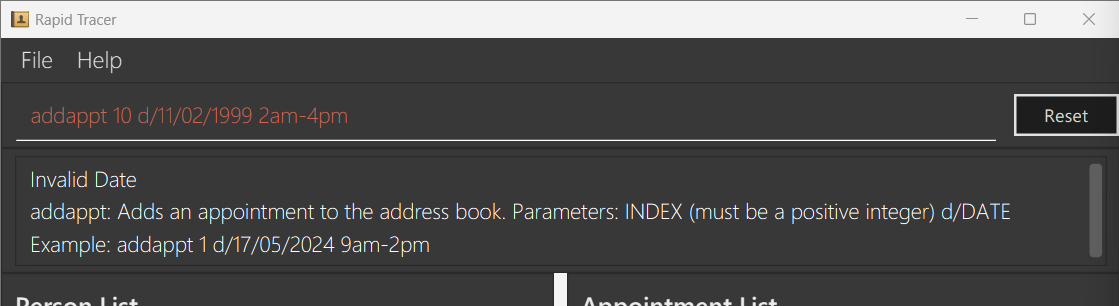 Rapid Tracer
File Help
addappt 10 d/11/02/1999 2am-4pm
Reset
Invalid Date
addappt: Adds an appointment to the address book. Parameters: INDEX (must be a positive integer) d/DATE
Example: addappt 1 d/17/05/2024 9am-2pm
Person List
Appointment List